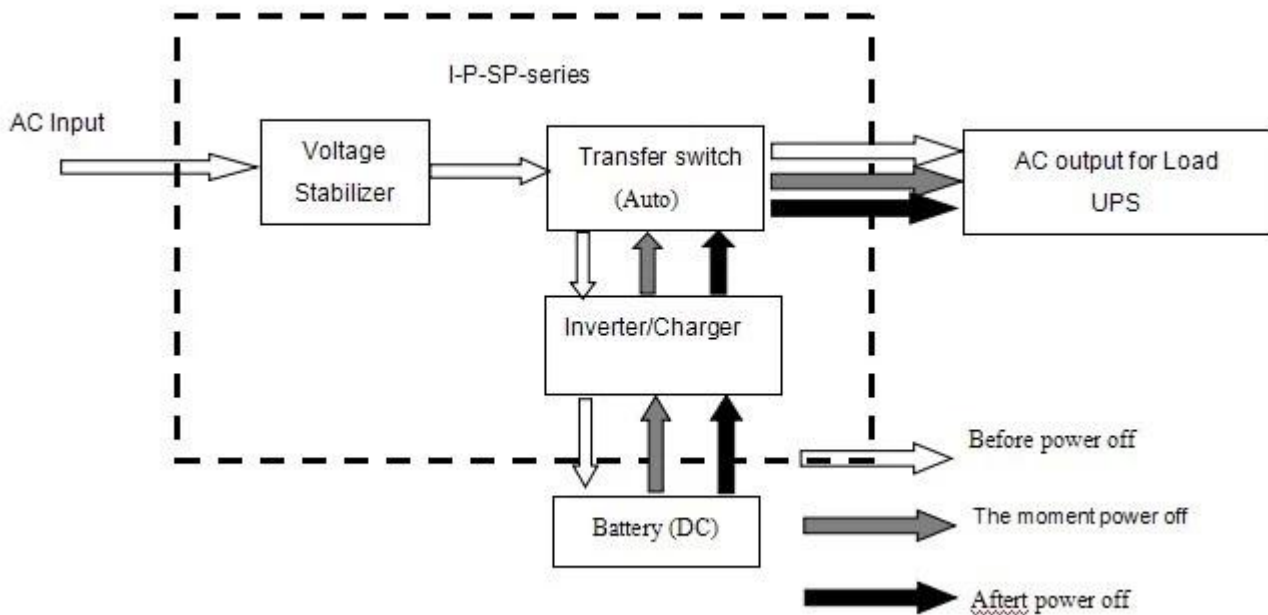 I-P-SP-series
AC Input
Voltage
Stabilizer
Transfer switch
(Auto)
AC output for Load
UPS
Inverter/Charger
Battery (DC)
Before power off
The moment power off
Aftert power off